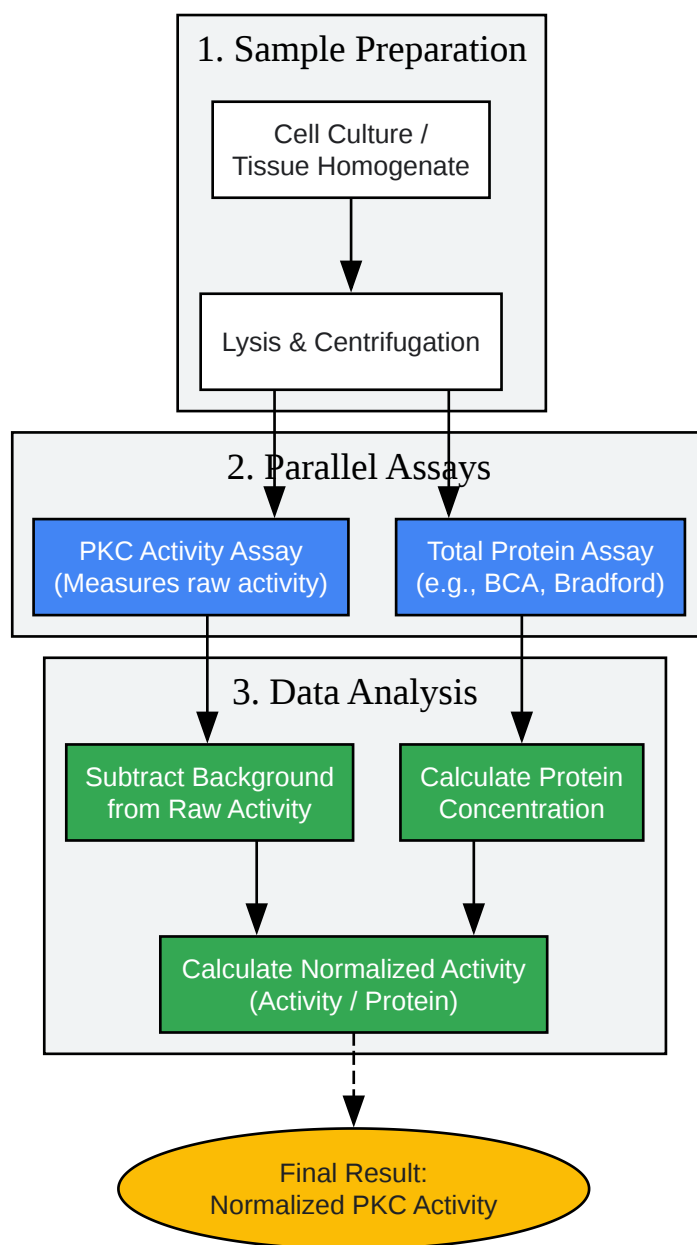 1. Sample Preparation
Cell Culture /
Tissue Homogenate
Lysis & Centrifugation
2. Parallel Assays
PKC Activity Assay
(Measures raw activity)
Total Protein Assay
(e.g., BCA, Bradford)
3. Data Analysis
Subtract Background
from Raw Activity
Calculate Protein
Concentration
Calculate Normalized Activity
(Activity / Protein)
Final Result:
Normalized PKC Activity